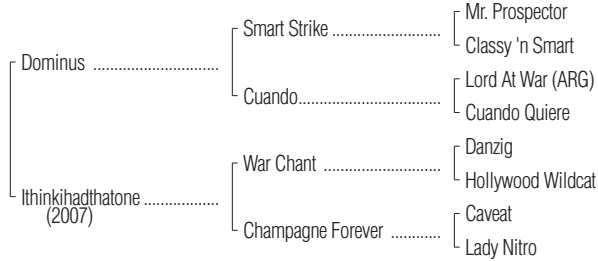 Mr. Prospector
Smart Strike ......................
Classy 'n Smart
Dominus .........................
Lord At War (ARG)
Cuando.............................
Cuando Quiere
Danzig
War Chant ........................
Hollywood Wildcat
Ithinkihadthatone ...............
(2007)
Caveat
Champagne Forever ..........
Lady Nitro